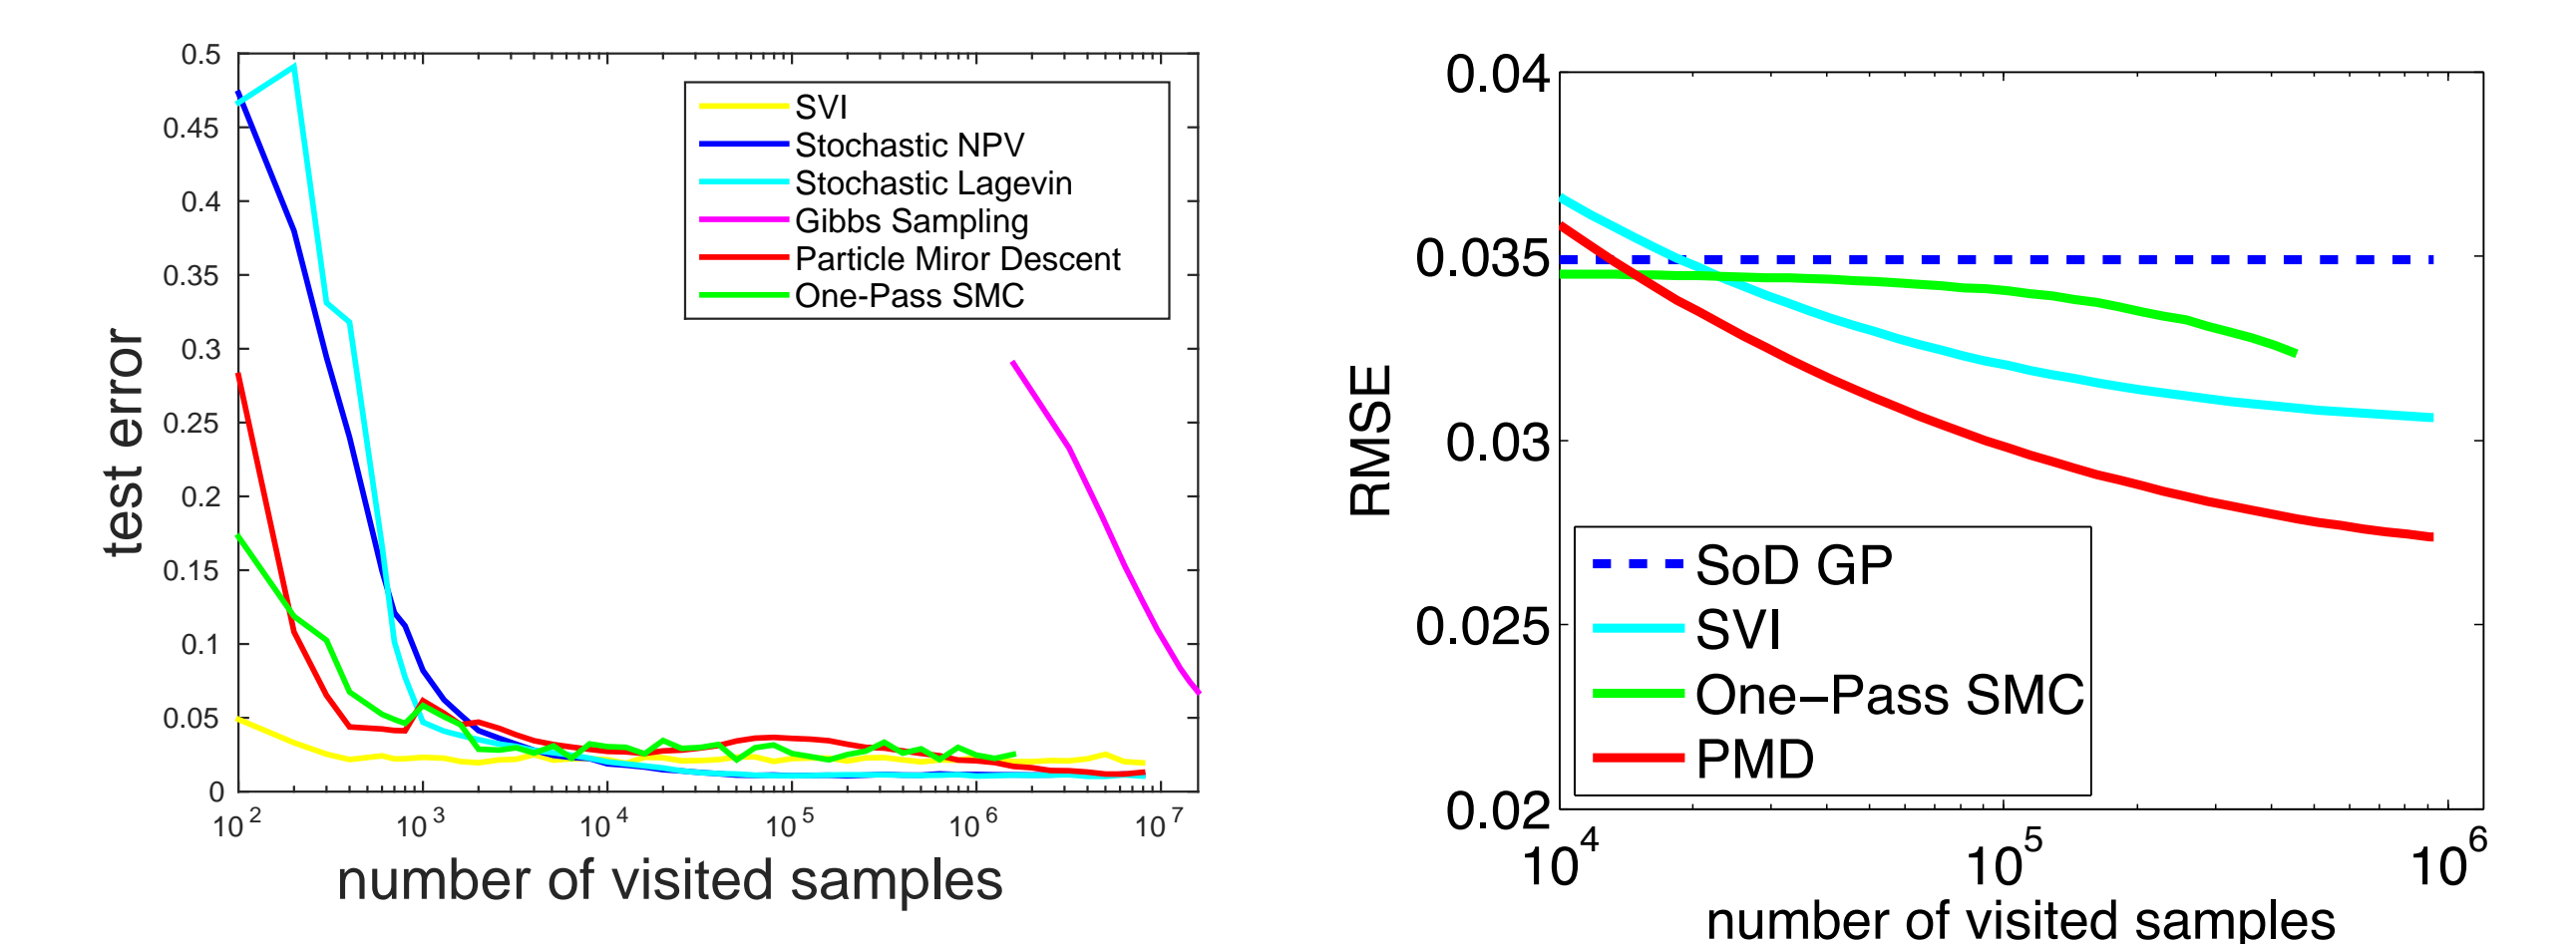 0.5
0.45
0.4
0.35
0.3
0.25
0.2
0.15
0.1
0.05
0
test error
SVI
Stochastic NPV
Stochastic Lagevin
Gibbs Sampling
Particle Miror Descent
One-Pass SMC
10^2 10^3 10^4 10^5 10^6 10^7
number of visited samples
0.04
0.035
0.03
0.025
0.02
RMSE
SoD GP
SVI
One−Pass SMC
PMD
10^4 10^5 10^6
number of visited samples